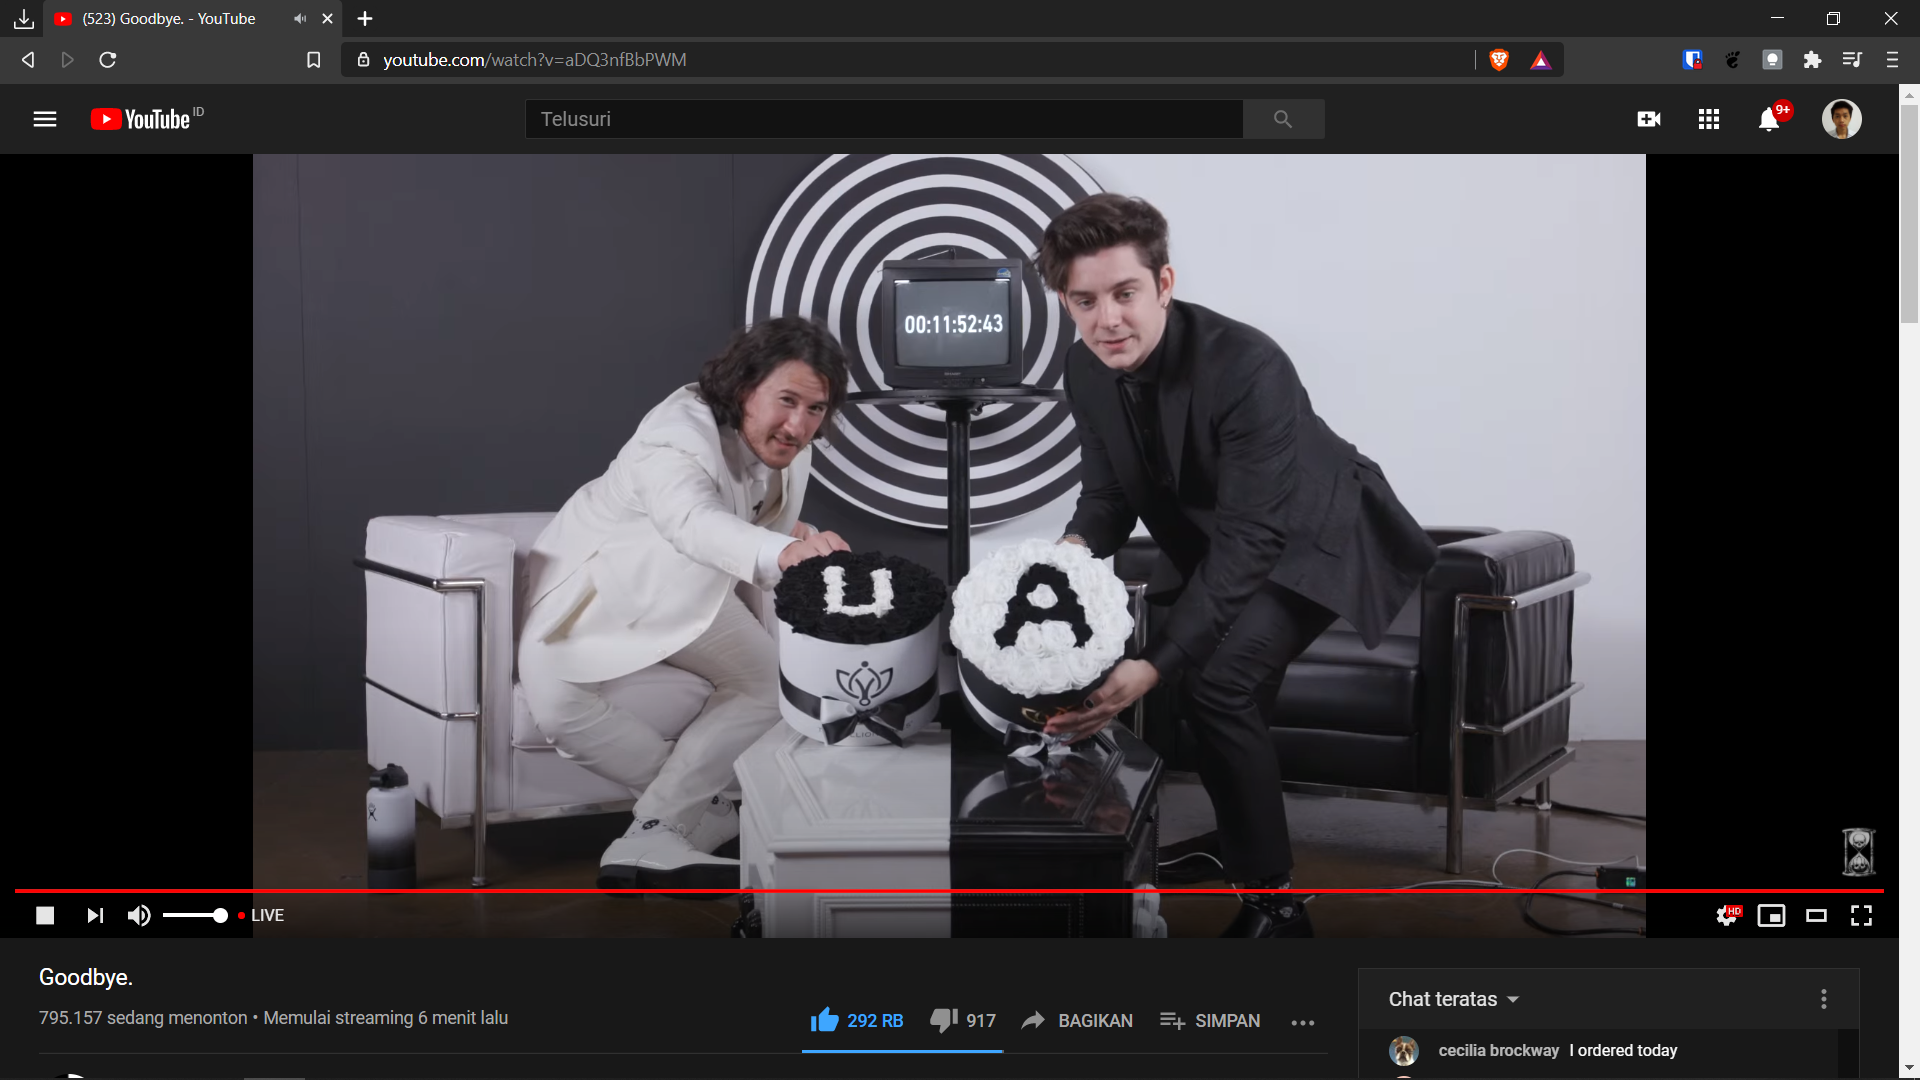 (523) Goodbye. - YouTube
youtube.com/watch?v=aDQ3nfBbPWM
YouTube ID
Telusuri
9+
00:11:52:43
U A
LIVE
HD
Goodbye.
795.157 sedang menonton • Memulai streaming 6 menit lalu
292 RB 917 BAGIKAN SIMPAN
Chat teratas
cecilia brockway I ordered today